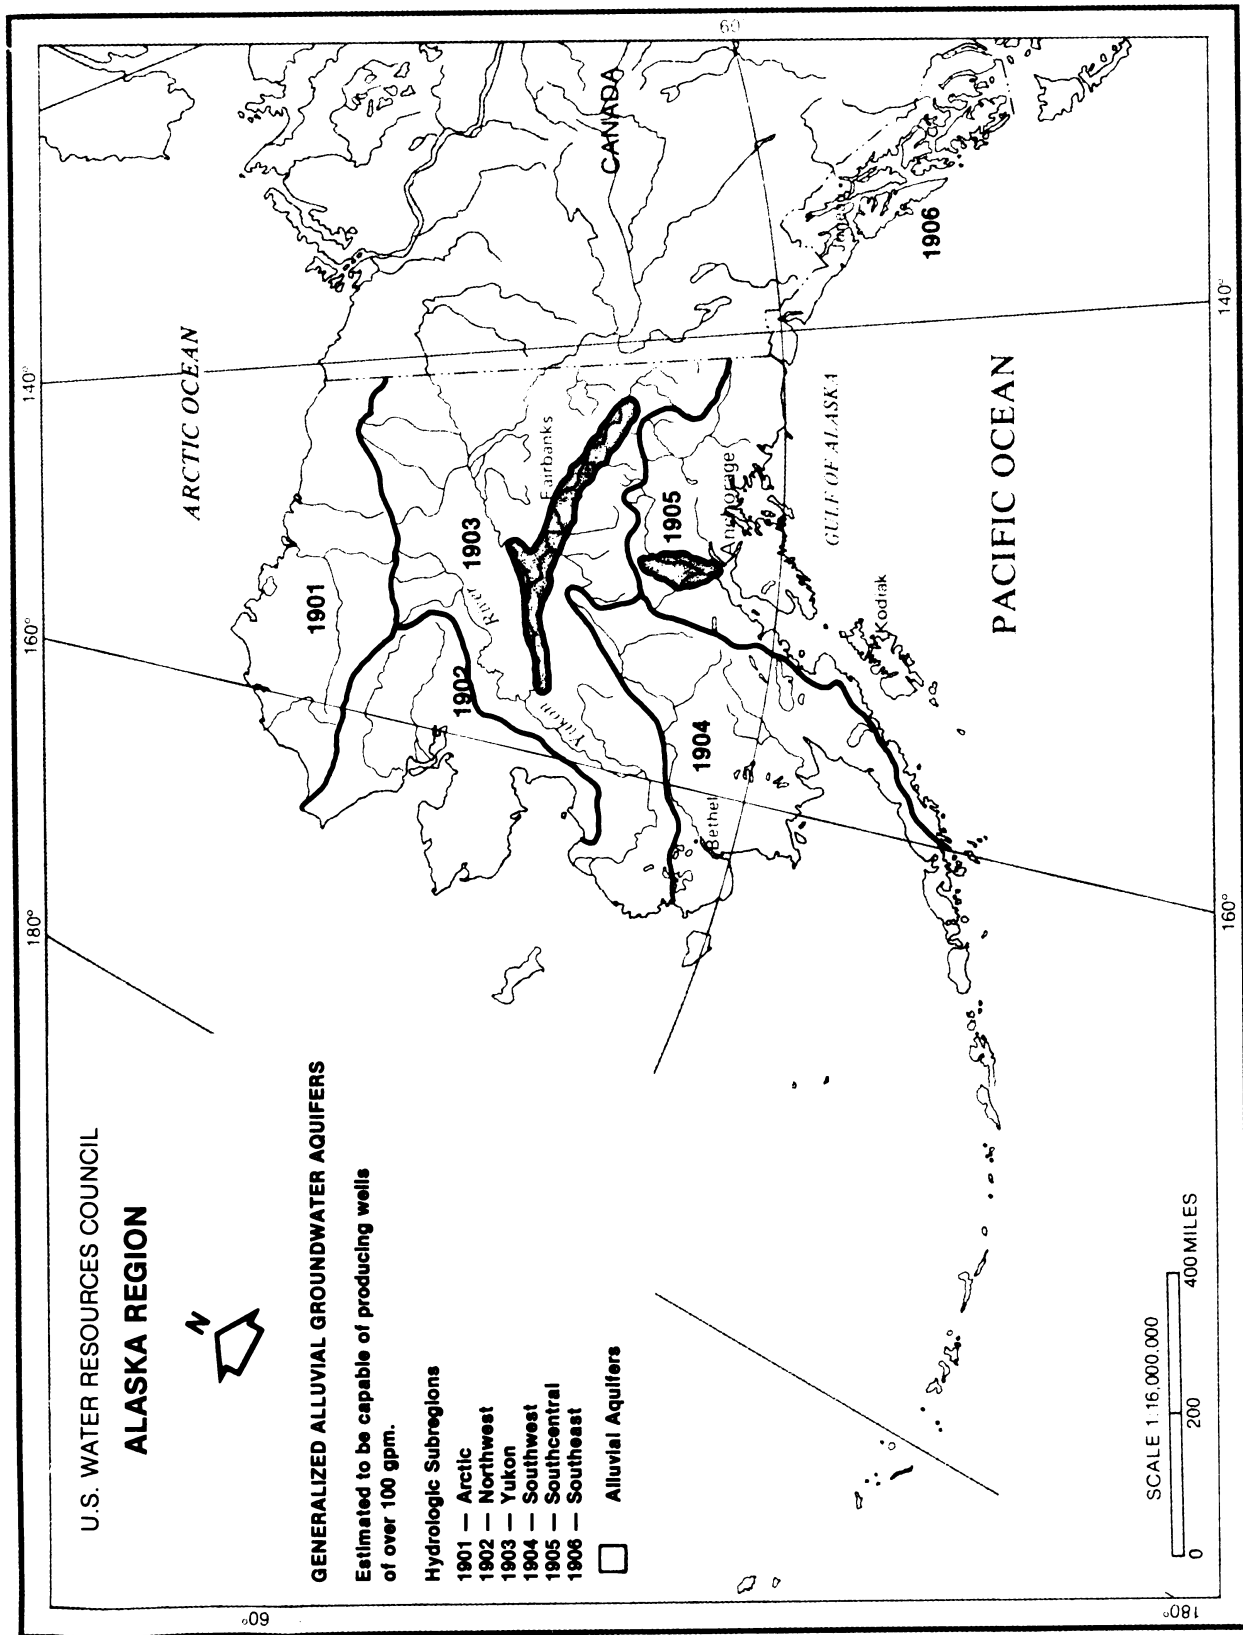 U.S. WATER RESOURCES COUNCIL
ALASKA REGION
N
GENERALIZED ALLUVIAL GROUNDWATER AQUIFERS
Estimated to be capable of producing wells
of over 100 gpm.
Hydrologic Subregions
1901 — Arctic
1902 — Northwest
1903 — Yukon
1904 — Southwest
1905 — Southcentral
1906 — Southeast
Alluvial Aquifers
SCALE 1:16,000,000
0 200 400 MILES
180°
160°
140°
60°
60
180°
160°
140°
ARCTIC OCEAN
CANADA
1901
1902
1903
1904
1905
1906
Yukon
River
Fairbanks
Anchorage
Bethel
Kodiak
Juneau
GULF OF ALASKA
PACIFIC OCEAN